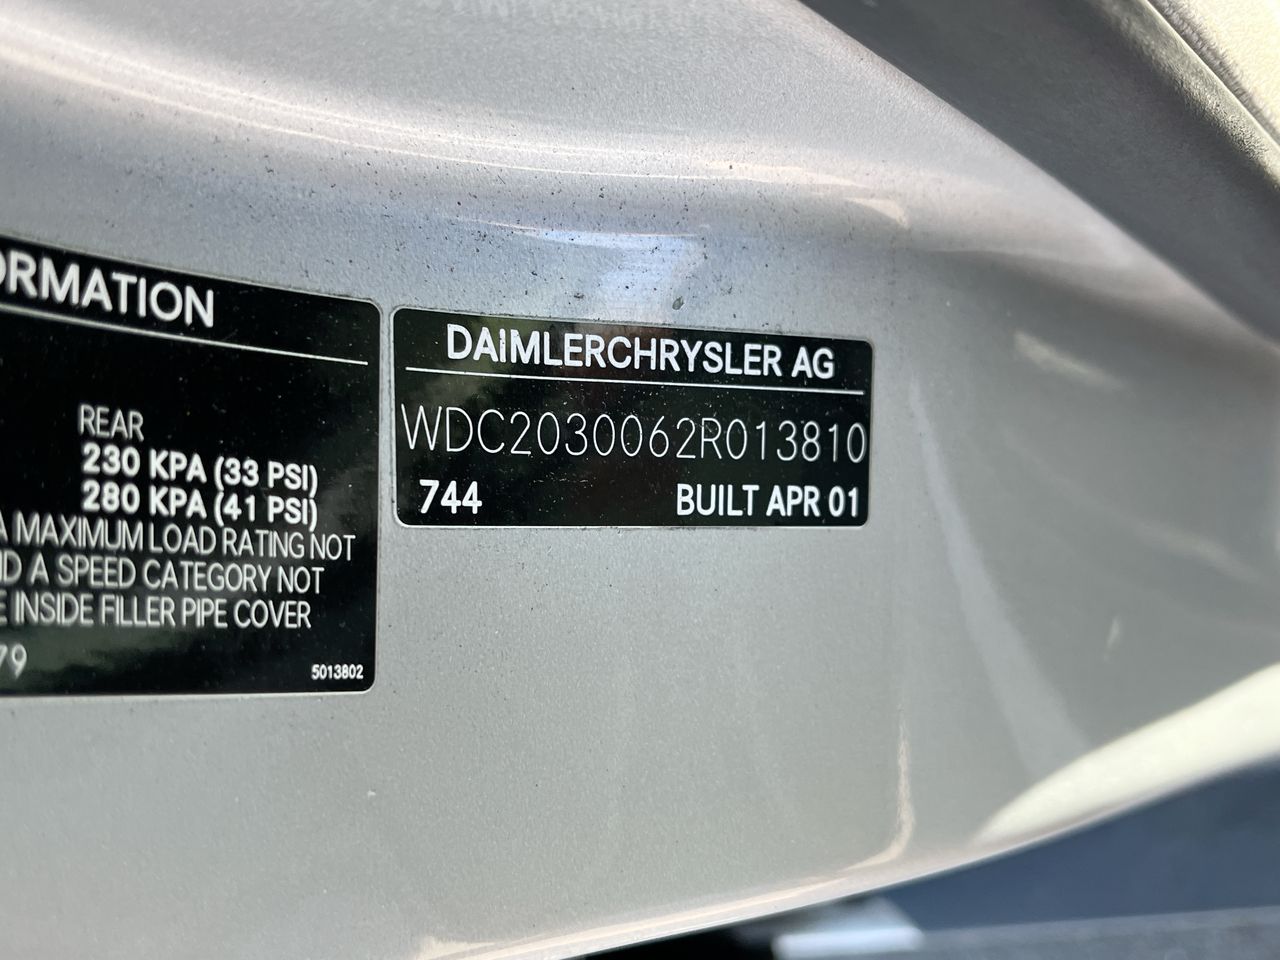 ORMATION
REAR
230 KPA (33 PSI)
280 KPA (41 PSI)
A MAXIMUM LOAD RATING NOT
ND A SPEED CATEGORY NOT
E INSIDE FILLER PIPE COVER
79
5013802
DAIMLERCHRYSLER AG
WDC2030062R013810
744 BUILT APR 01